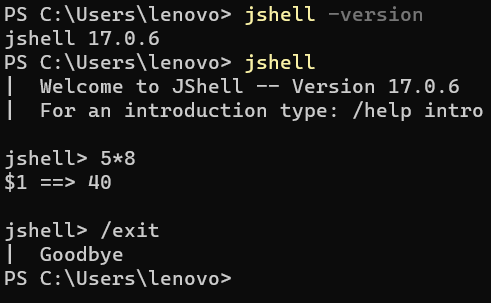 PS C:\Users\lenovo> jshell -version
jshell 17.0.6
PS C:\Users\lenovo> jshell
|  Welcome to JShell -- Version 17.0.6
|  For an introduction type: /help intro
jshell> 5*8
$1 ==> 40
jshell> /exit
|  Goodbye
PS C:\Users\lenovo>